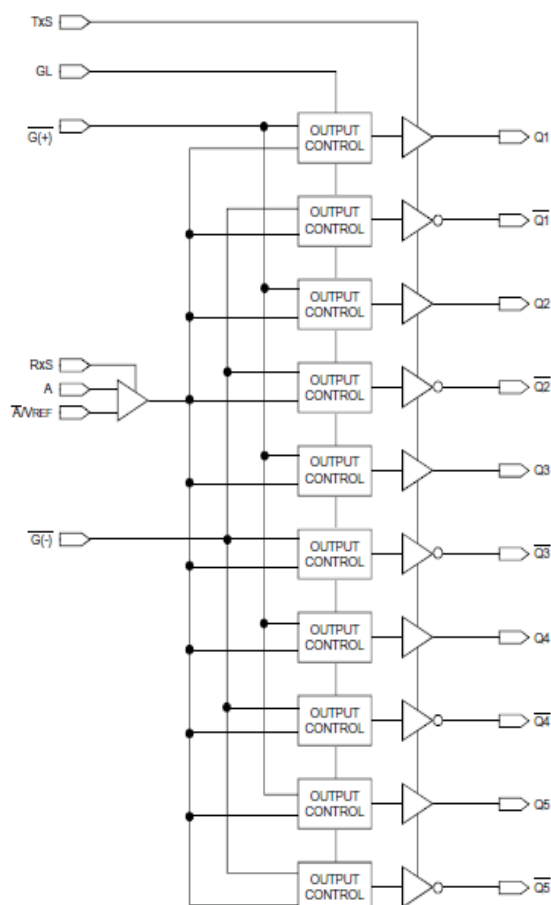 TxS
GL
G(+)
OUTPUT
CONTROL
Q1
OUTPUT
CONTROL
Q1
OUTPUT
CONTROL
Q2
RxS
A
A/VREF
OUTPUT
CONTROL
Q2
OUTPUT
CONTROL
Q3
G(-)
OUTPUT
CONTROL
Q3
OUTPUT
CONTROL
Q4
OUTPUT
CONTROL
Q4
OUTPUT
CONTROL
Q5
OUTPUT
CONTROL
Q5